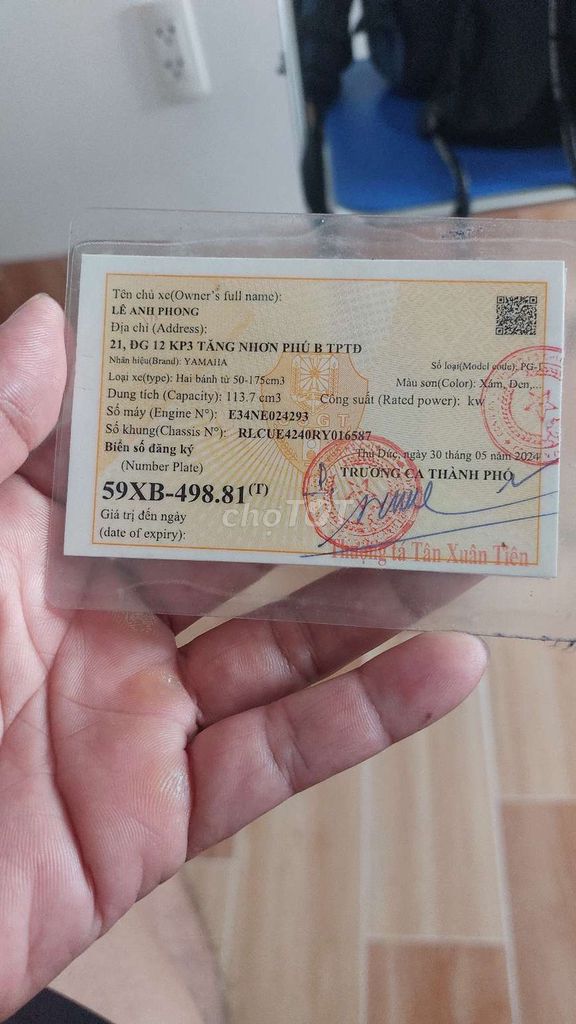 Tên chủ xe(Owner's full name):
LÊ ANH PHONG
Địa chỉ (Address):
21, ĐG 12 KP3 TĂNG NHƠN PHÚ B TPTĐ
Nhãn hiệu(Brand): YAMAHA
Số loại(Model code): PG-1
Loại xe(type): Hai bánh từ 50-175cm3
Màu sơn(Color): Xám, Đen,...
Dung tích (Capacity): 113.7 cm3
Công suất (Rated power): kw
Số máy (Engine N°): E34NE024293
Số khung(Chassis N°): RLCUE4240RY016587
Biển số đăng ký
Thủ Đức, ngày 30 tháng 05 năm 2024
(Number Plate)
TRƯỞNG CA THÀNH PHỐ
59XB-498.81(T)
Giá trị đến ngày
chợTỐT
(date of expiry):
Thượng tá Tân Xuân Tiên